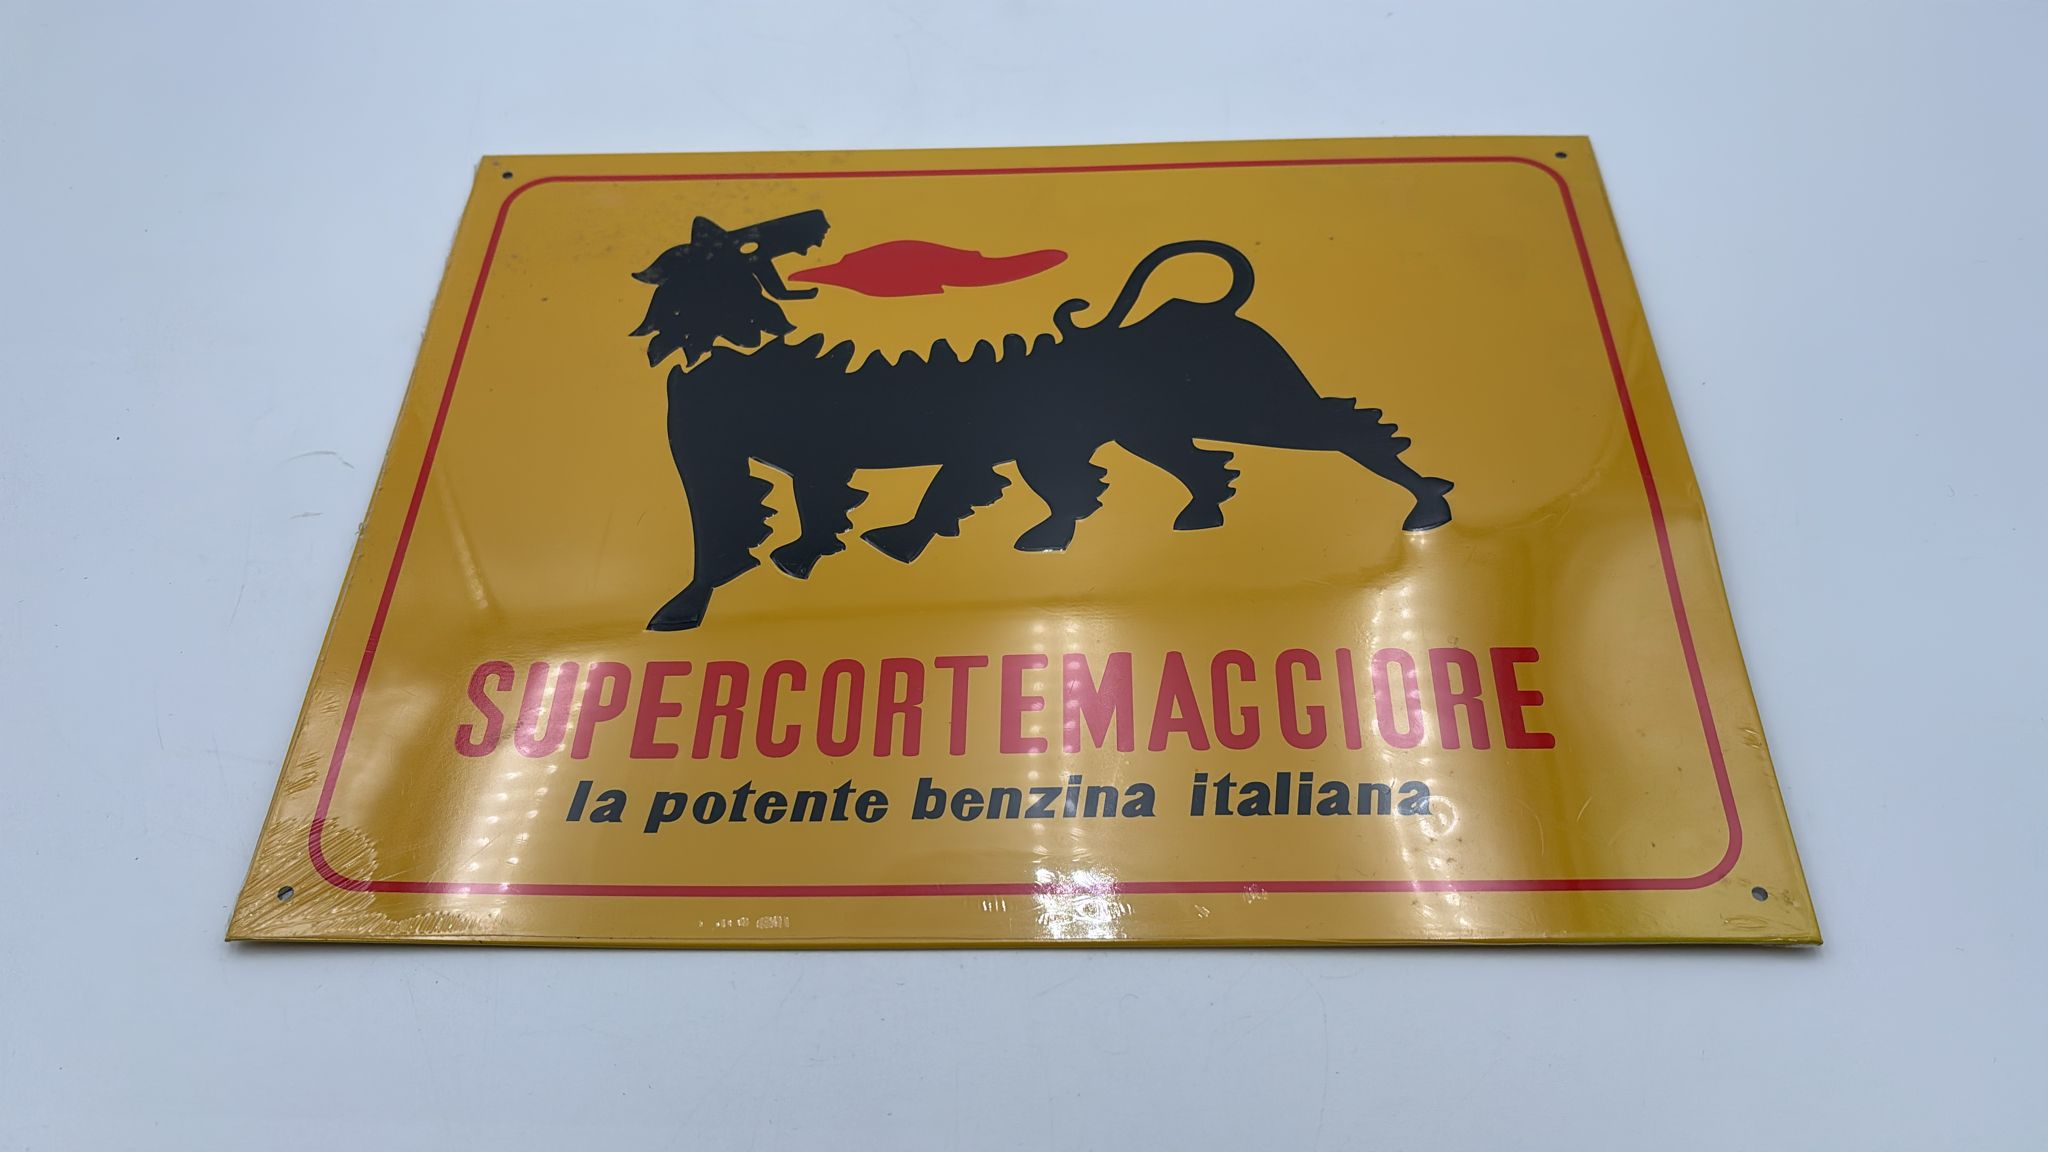 SUPERCORTEMAGGIORE
la potente benzina italiana